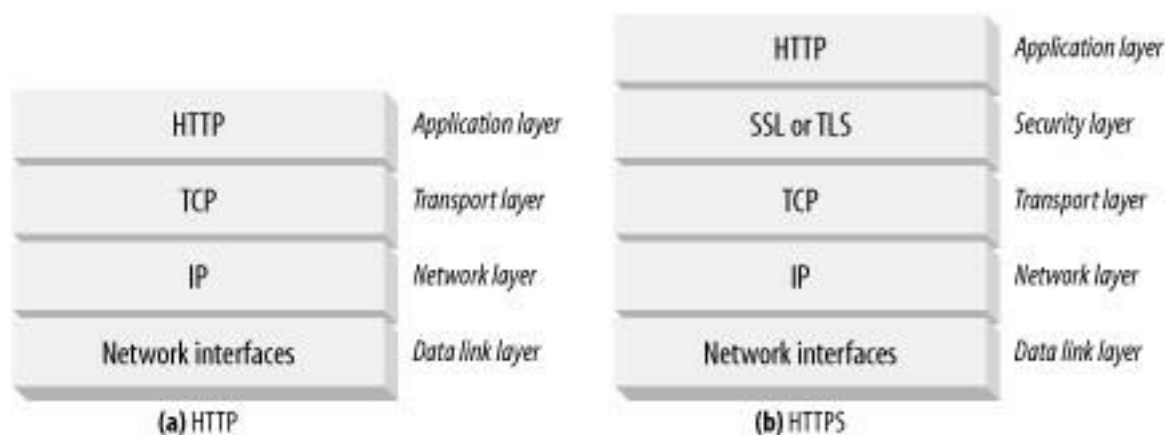 HTTP
Application layer
TCP
Transport layer
IP
Network layer
Network interfaces
Data link layer
(a) HTTP
HTTP
Application layer
SSL or TLS
Security layer
TCP
Transport layer
IP
Network layer
Network interfaces
Data link layer
(b) HTTPS